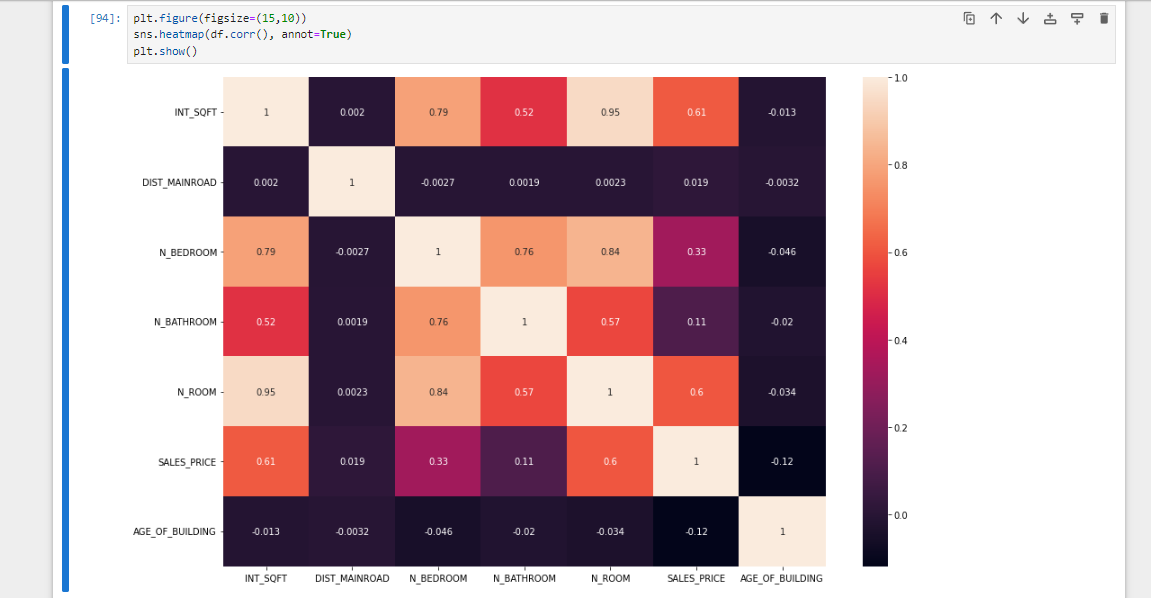 [94]: plt.figure(figsize=(15,10))
sns.heatmap(df.corr(), annot=True)
plt.show()
INT_SQFT 1 0.002 0.79 0.52 0.95 0.61 -0.013
DIST_MAINROAD 0.002 1 -0.0027 0.0019 0.0023 0.019 -0.0032
N_BEDROOM 0.79 -0.0027 1 0.76 0.84 0.33 -0.046
N_BATHROOM 0.52 0.0019 0.76 1 0.57 0.11 -0.02
N_ROOM 0.95 0.0023 0.84 0.57 1 0.6 -0.034
SALES_PRICE 0.61 0.019 0.33 0.11 0.6 1 -0.12
AGE_OF_BUILDING -0.013 -0.0032 -0.046 -0.02 -0.034 -0.12 1
INT_SQFT DIST_MAINROAD N_BEDROOM N_BATHROOM N_ROOM SALES_PRICE AGE_OF_BUILDING
1.0
0.8
0.6
0.4
0.2
0.0